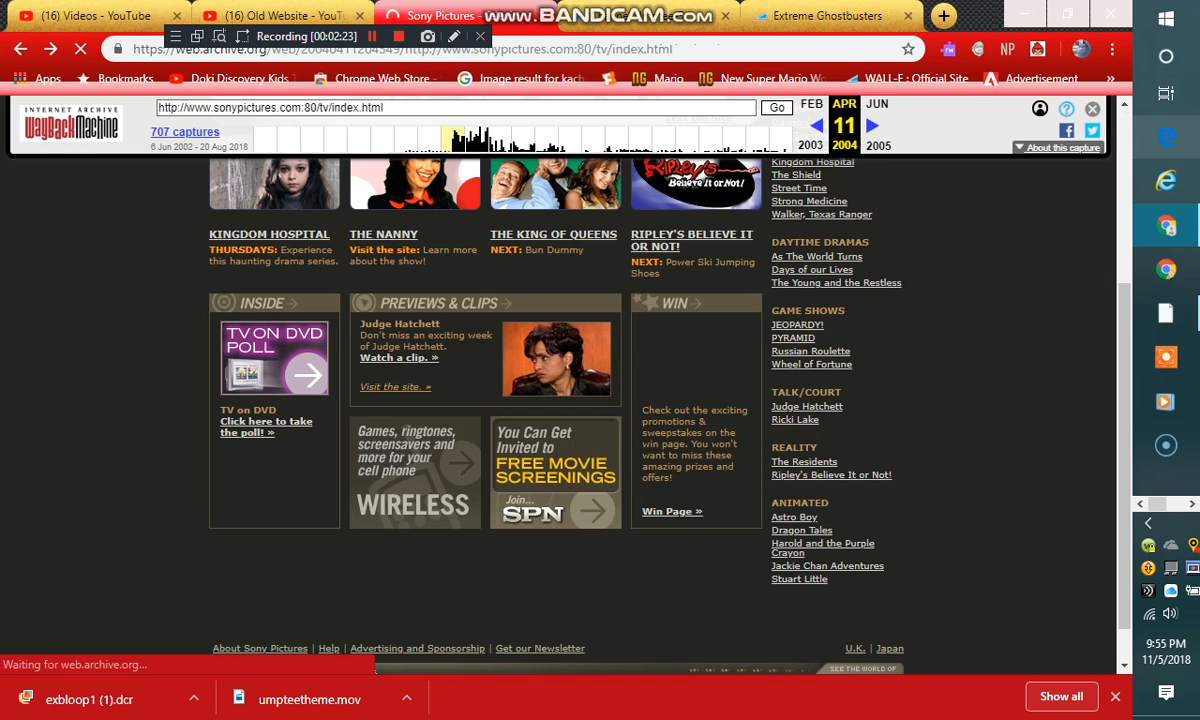 (16) Videos - YouTube
(16) Old Website - YouT
Sony Pictures -
www.BANDICAM.com
Extreme Ghostbusters
Recording [00:02:23]
https://web.archive.org/web/20040411204549/http://www.sonypictures.com:80/tv/index.html
Apps
Bookmarks
Doki Discovery Kids
Chrome Web Store -
Image result for kach
Mario
New Super Mario Wo
WALL-E : Official Site
Advertisement
INTERNET ARCHIVE
WayBackMachine
http://www.sonypictures.com:80/tv/index.html
Go
FEB APR JUN
707 captures
11
6 Jun 2002 - 20 Aug 2018
2003 2004 2005
About this capture
Ripley's
Believe It or Not!
KINGDOM HOSPITAL
THURSDAYS: Experience
this haunting drama series.
THE NANNY
Visit the site: Learn more
about the show!
THE KING OF QUEENS
NEXT: Bun Dummy
RIPLEY'S BELIEVE IT
OR NOT!
NEXT: Power Ski Jumping
Shoes
INSIDE
TV ON DVD
POLL
TV on DVD
Click here to take
the poll! »
PREVIEWS & CLIPS
Judge Hatchett
Don't miss an exciting week
of Judge Hatchett.
Watch a clip. »
Visit the site. »
Games, ringtones,
screensavers and
more for your
cell phone
WIRELESS
You Can Get
Invited to
FREE MOVIE
SCREENINGS
Join...
SPN
WIN
Check out the exciting
promotions &
sweepstakes on the
win page. You won't
want to miss these
amazing prizes and
offers!
Win Page »
Kingdom Hospital
The Shield
Street Time
Strong Medicine
Walker, Texas Ranger
DAYTIME DRAMAS
As The World Turns
Days of our Lives
The Young and the Restless
GAME SHOWS
JEOPARDY!
PYRAMID
Russian Roulette
Wheel of Fortune
TALK/COURT
Judge Hatchett
Ricki Lake
REALITY
The Residents
Ripley's Believe It or Not!
ANIMATED
Astro Boy
Dragon Tales
Harold and the Purple
Crayon
Jackie Chan Adventures
Stuart Little
About Sony Pictures | Help | Advertising and Sponsorship | Get our Newsletter
U.K. | Japan
SEE THE WORLD OF
Waiting for web.archive.org...
exbloop1 (1).dcr
umpteetheme.mov
Show all
9:55 PM
11/5/2018